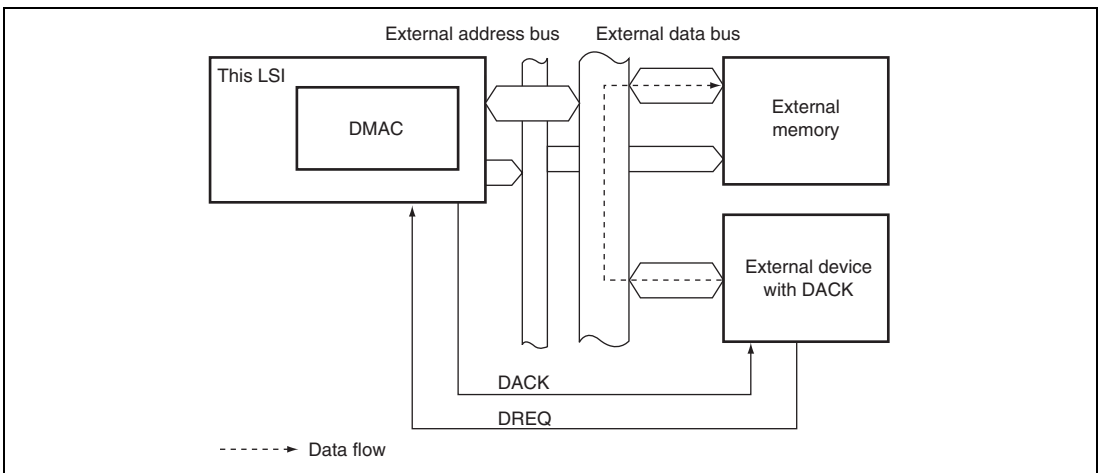 External address bus
External data bus
This LSI
DMAC
External
memory
External device
with DACK
DACK
DREQ
Data flow